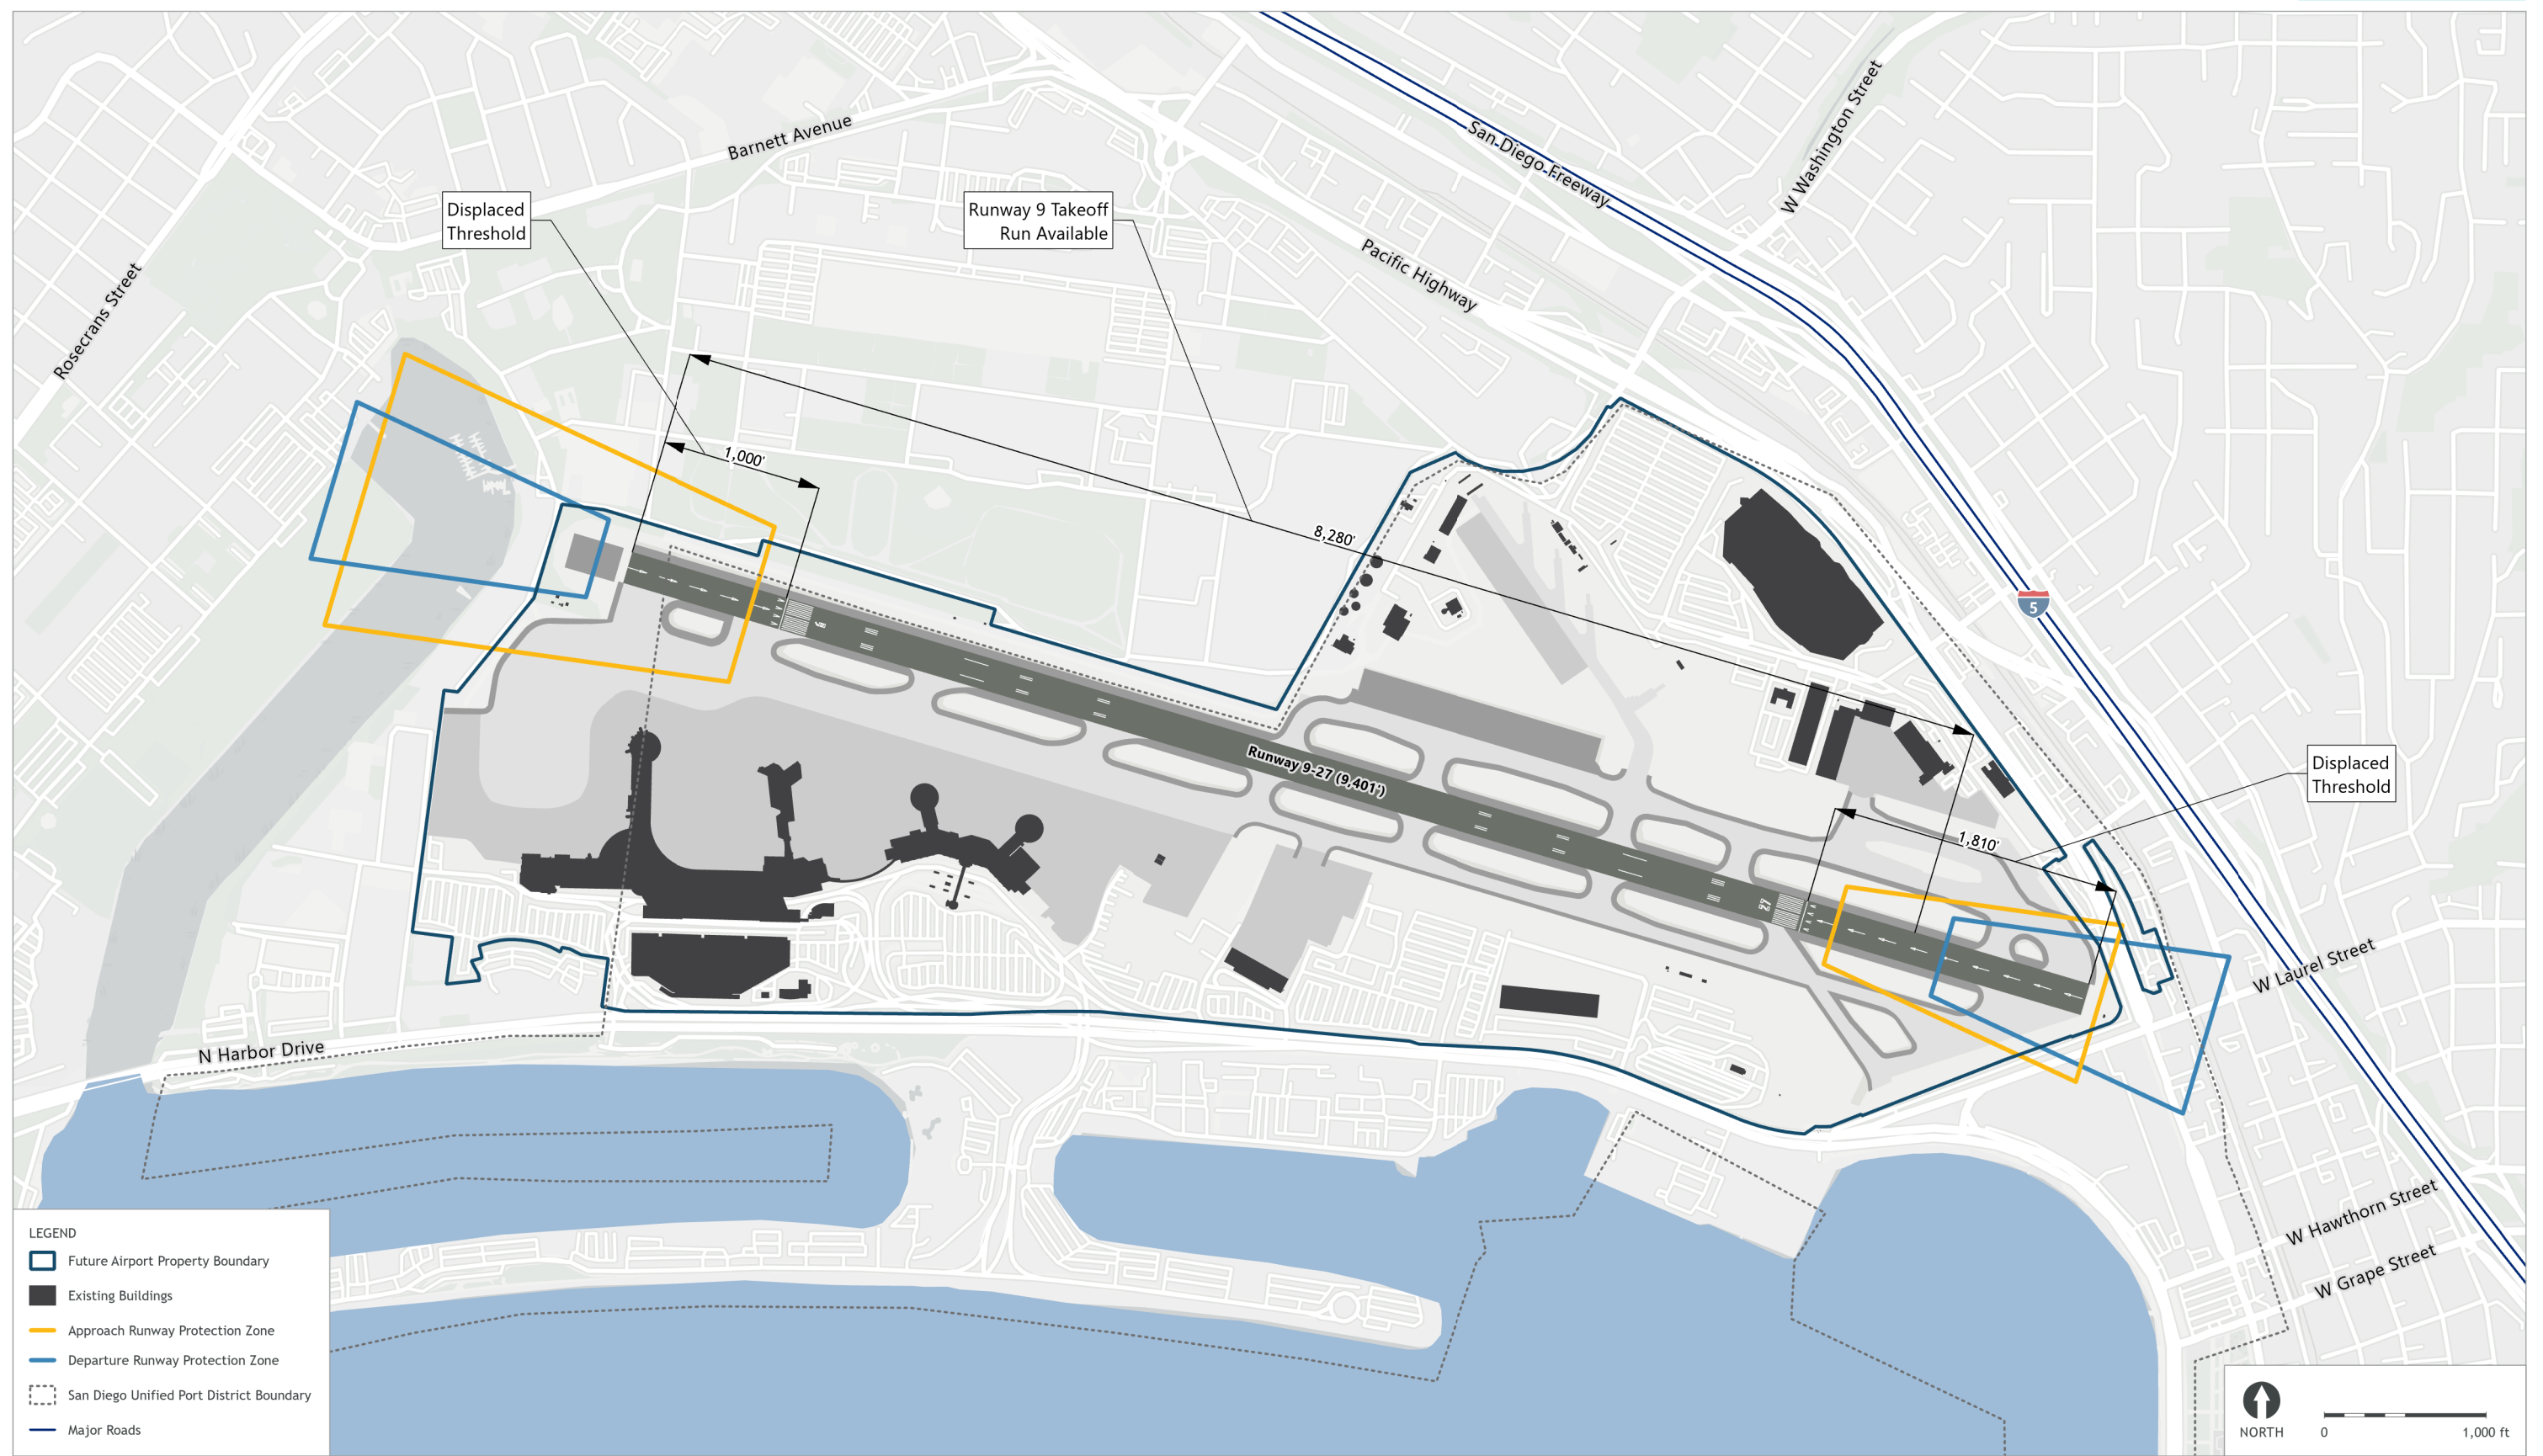 Barnett Avenue
San Diego Freeway
W Washington Street
Displaced
Threshold
Runway 9 Takeoff
Run Available
Pacific Highway
Rosecrans Street
1,000'
8,280'
5
9
Runway 9-27 (9,401')
Displaced
Threshold
1,810'
27
W Laurel Street
N Harbor Drive
W Hawthorn Street
W Grape Street
LEGEND
Future Airport Property Boundary
Existing Buildings
Approach Runway Protection Zone
Departure Runway Protection Zone
San Diego Unified Port District Boundary
Major Roads
NORTH
0 1,000 ft